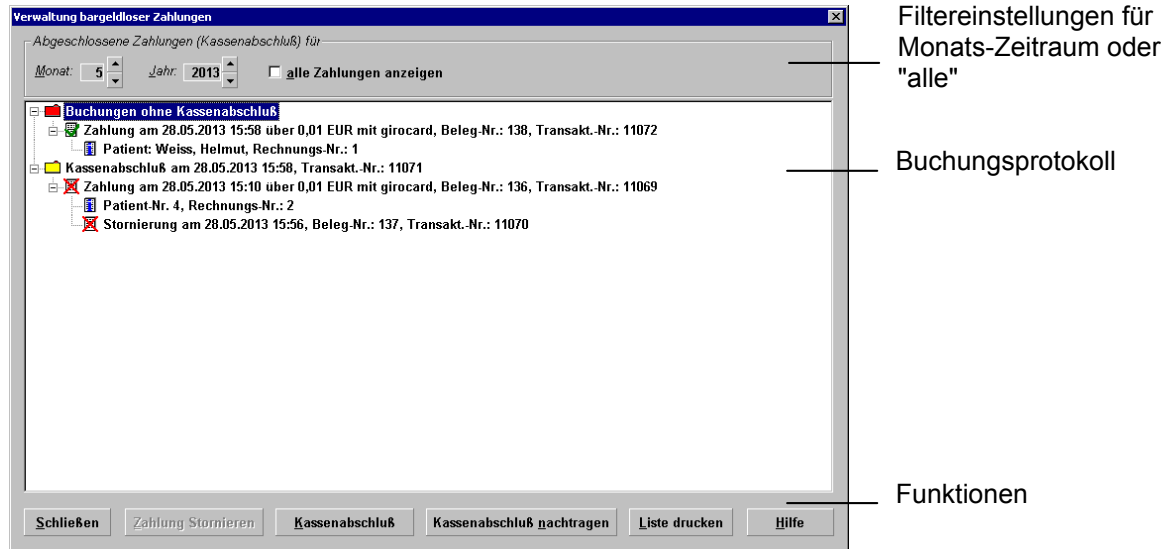 Verwaltung bargeldloser Zahlungen
Abgeschlossene Zahlungen (Kassenabschluß) für
Monat: 5 Jahr: 2013 alle Zahlungen anzeigen
Buchungen ohne Kassenabschluß
Zahlung am 28.05.2013 15:58 über 0,01 EUR mit girocard, Beleg-Nr.: 138, Transakt.-Nr.: 11072
Patient: Weiss, Helmut, Rechnungs-Nr.: 1
Kassenabschluß am 28.05.2013 15:58, Transakt.-Nr.: 11071
Zahlung am 28.05.2013 15:10 über 0,01 EUR mit girocard, Beleg-Nr.: 136, Transakt.-Nr.: 11069
Patient-Nr. 4, Rechnungs-Nr.: 2
Stornierung am 28.05.2013 15:56, Beleg-Nr.: 137, Transakt.-Nr.: 11070
Schließen Zahlung Stornieren Kassenabschluß Kassenabschluß nachtragen Liste drucken Hilfe
Filtereinstellungen für
Monats-Zeitraum oder
"alle"
Buchungsprotokoll
Funktionen